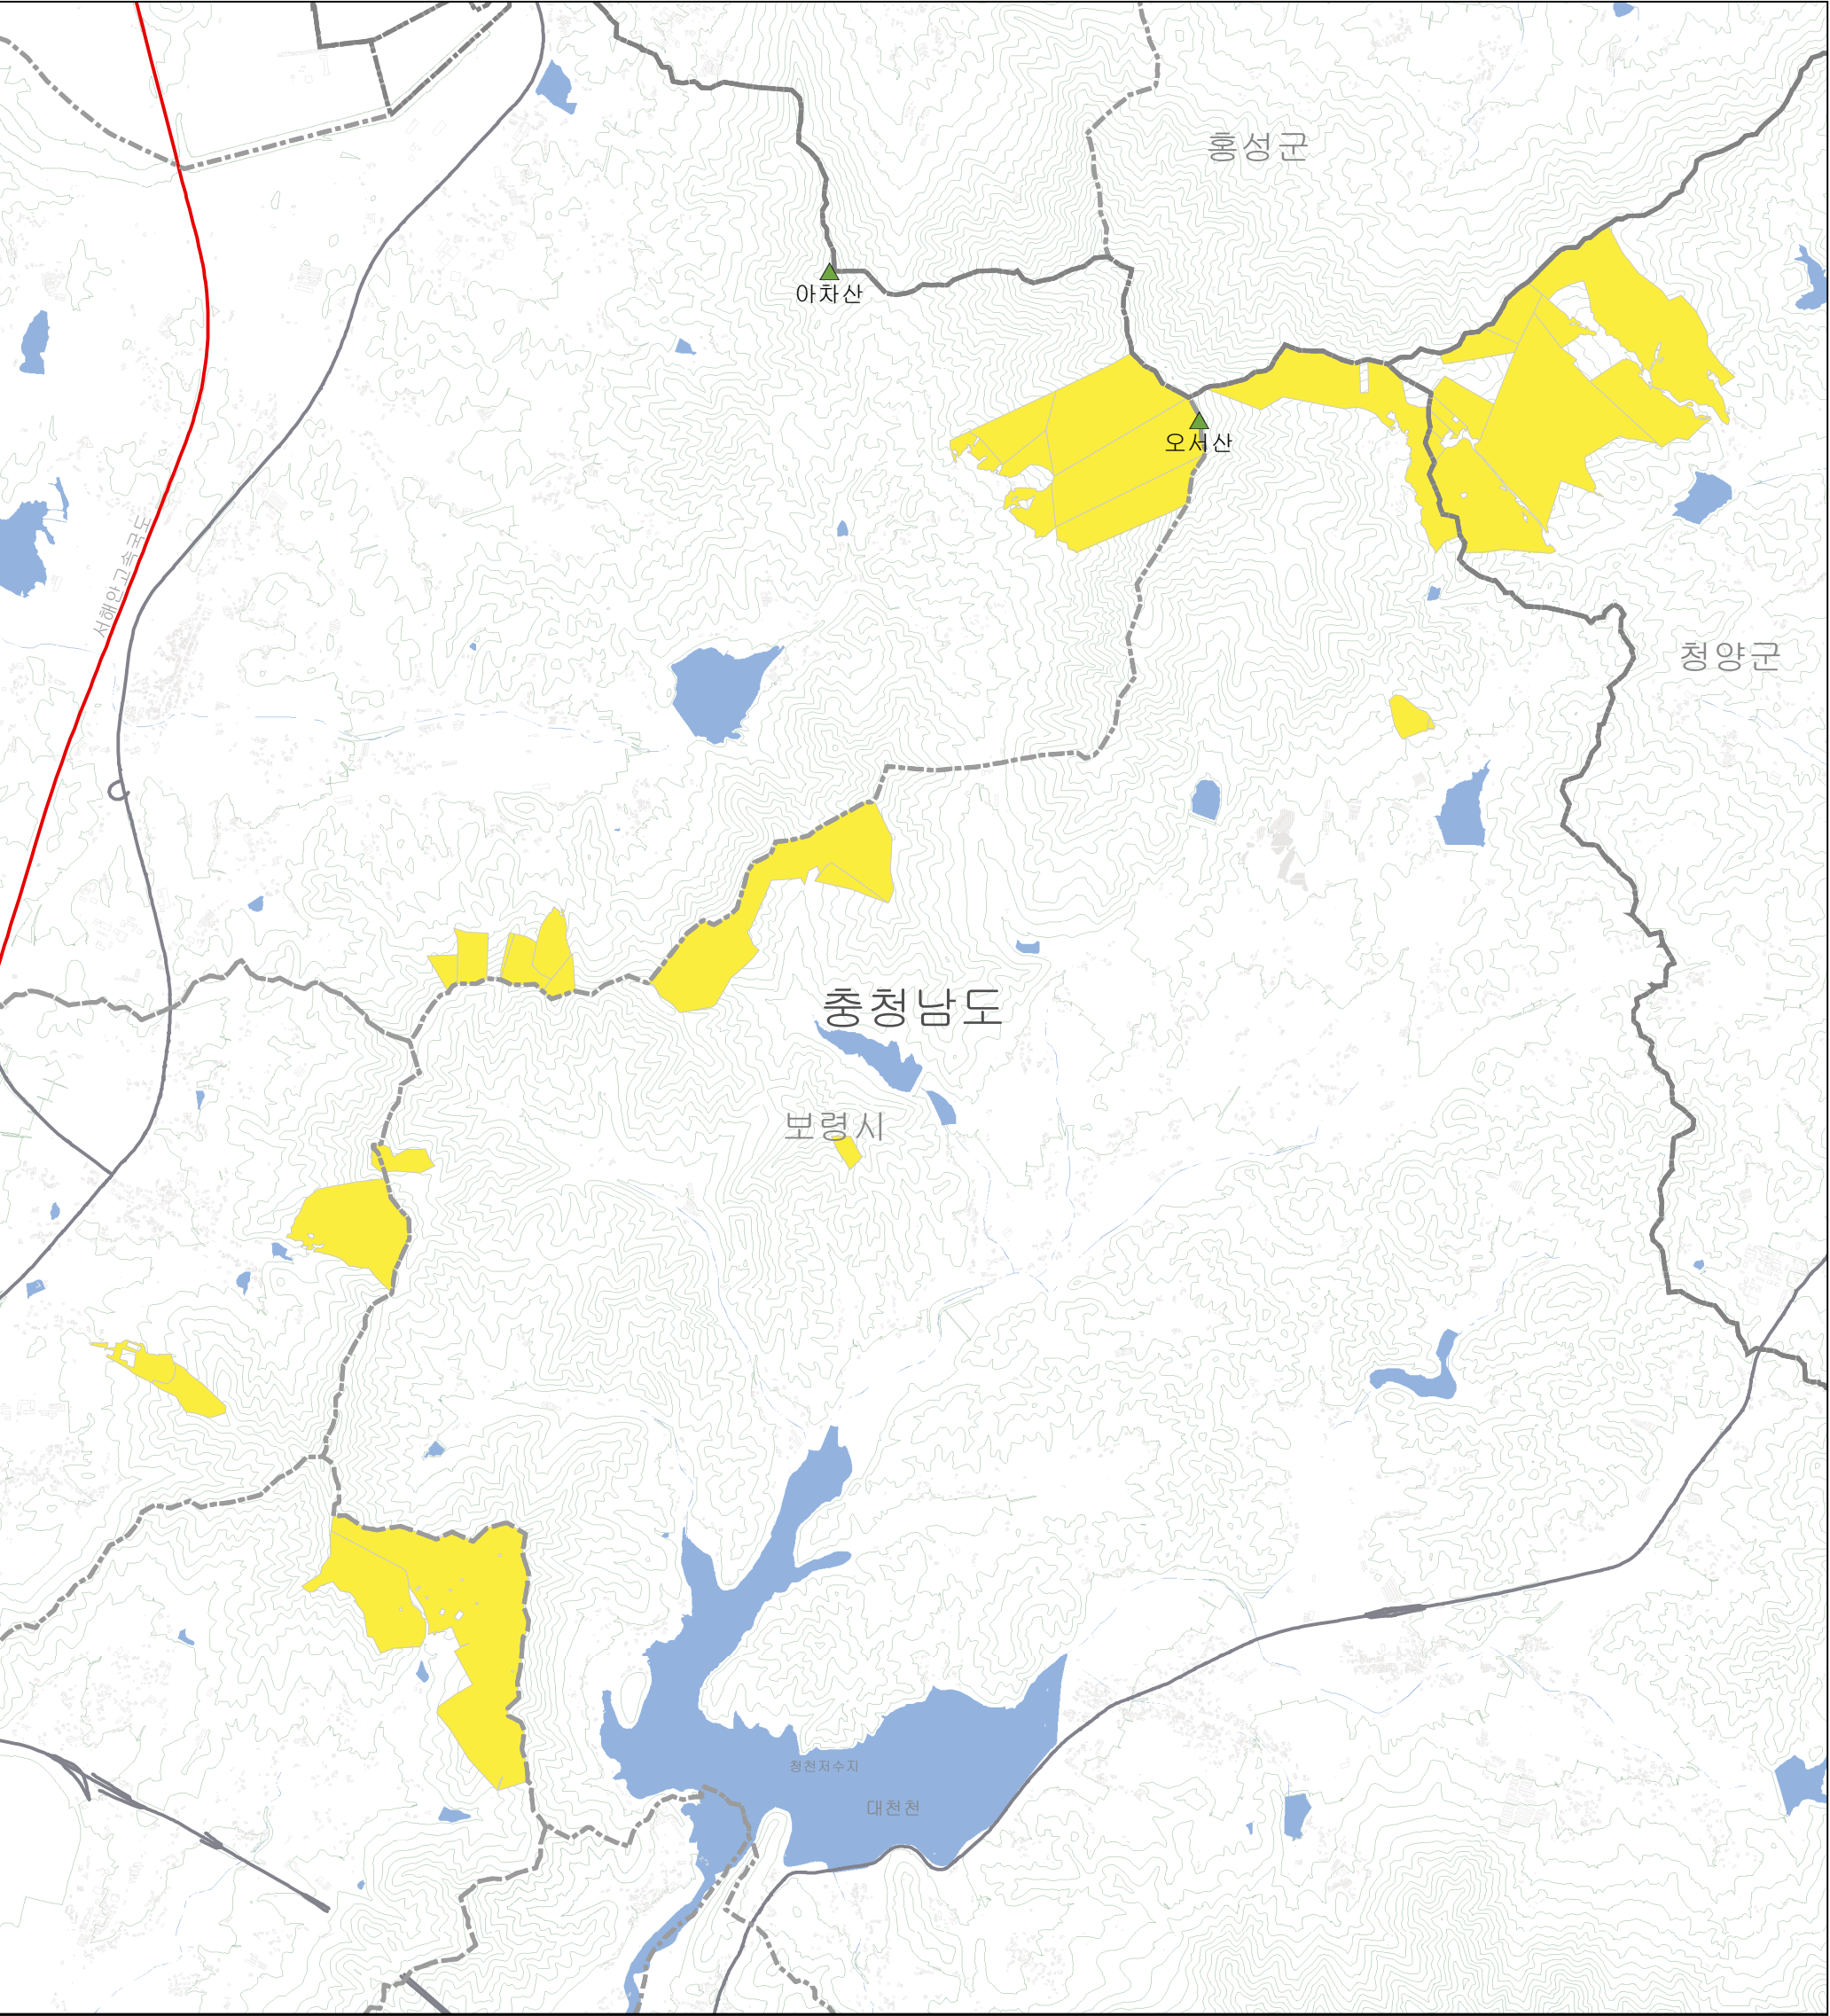 홍성군
아차산
오서산
서해안고속국도
청양군
충청남도
보령시
청천저수지
대천천